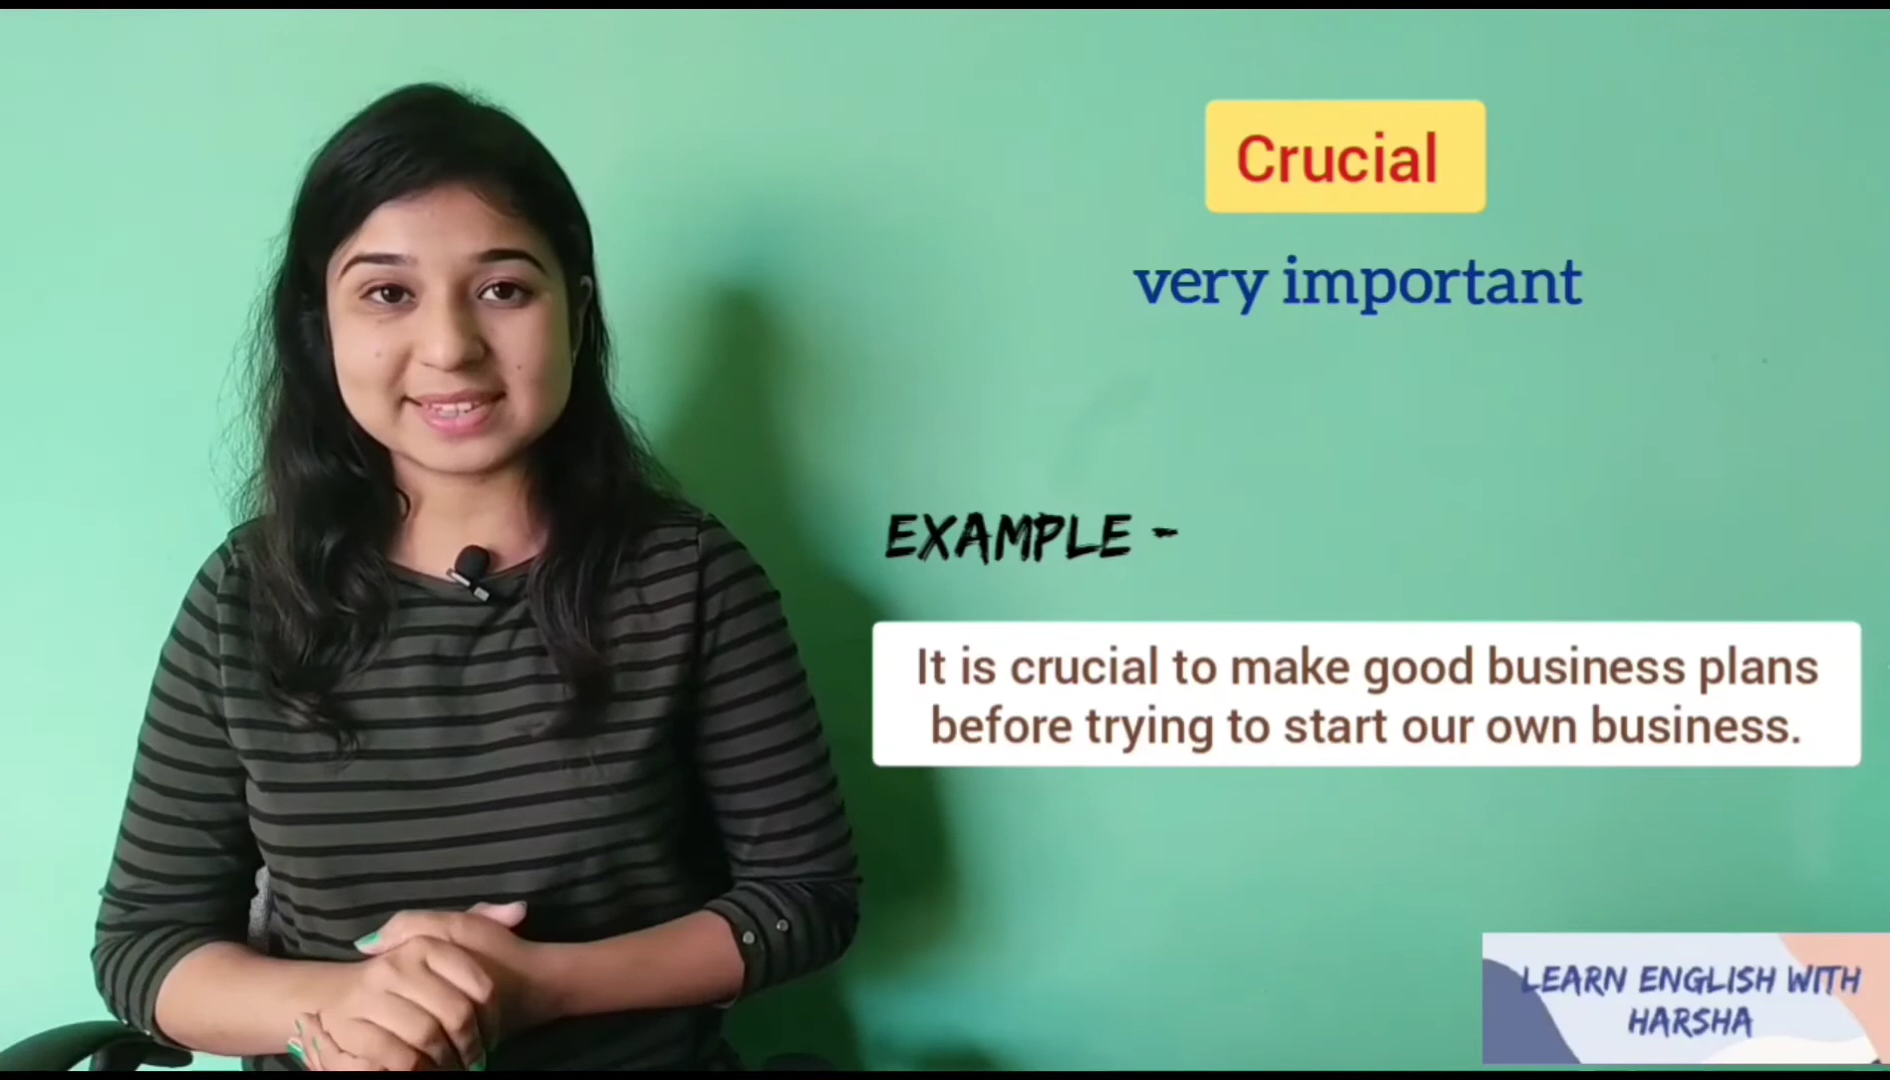 Crucial
very important
EXAMPLE -
It is crucial to make good business plans
before trying to start our own business.
LEARN ENGLISH WITH
HARSHA